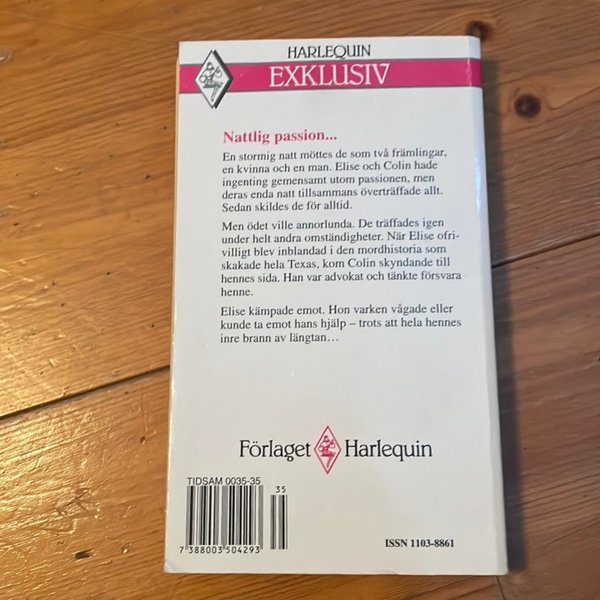 HARLEQUIN
EXKLUSIV
Nattlig passion...
En stormig natt möttes de som två främlingar,
en kvinna och en man. Elise och Colin hade
ingenting gemensamt utom passionen, men
deras enda natt tillsammans överträffade allt.
Sedan skildes de för alltid.
Men ödet ville annorlunda. De träffades igen
under helt andra omständigheter. När Elise ofri-
villigt blev inblandad i den mordhistoria som
skakade hela Texas, kom Colin skyndande till
hennes sida. Han var advokat och tänkte försvara
henne.
Elise kämpade emot. Hon varken vågade eller
kunde ta emot hans hjälp – trots att hela hennes
inre brann av längtan…
Förlaget Harlequin
TIDSAM 0035-35
35
7 388003 504293
ISSN 1103-8861